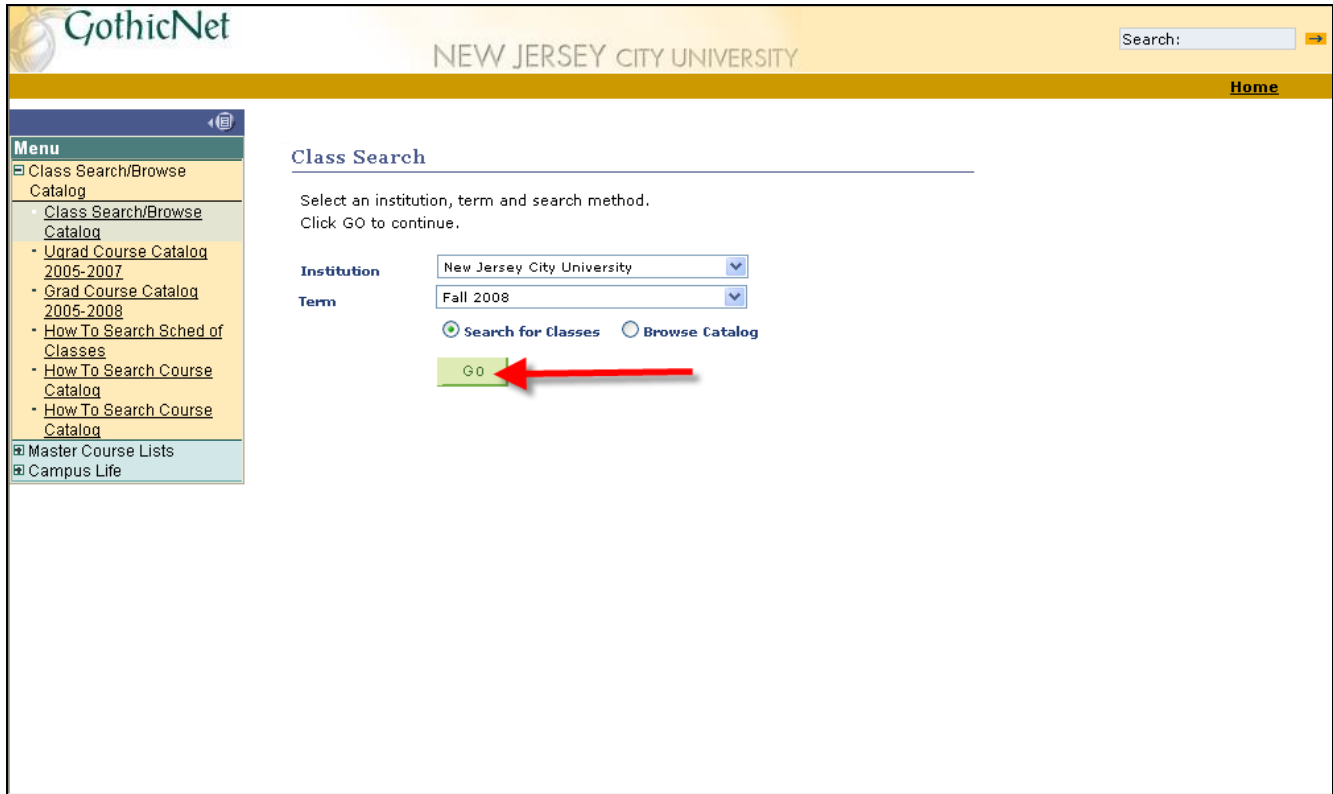 GothicNet
NEW JERSEY CITY UNIVERSITY
Search:
Home
Menu
Class Search/Browse
Catalog
Class Search/Browse
Catalog
Ugrad Course Catalog
2005-2007
Grad Course Catalog
2005-2008
How To Search Sched of
Classes
How To Search Course
Catalog
How To Search Course
Catalog
Master Course Lists
Campus Life
Class Search
Select an institution, term and search method.
Click GO to continue.
Institution New Jersey City University
Term Fall 2008
Search for Classes Browse Catalog
GO